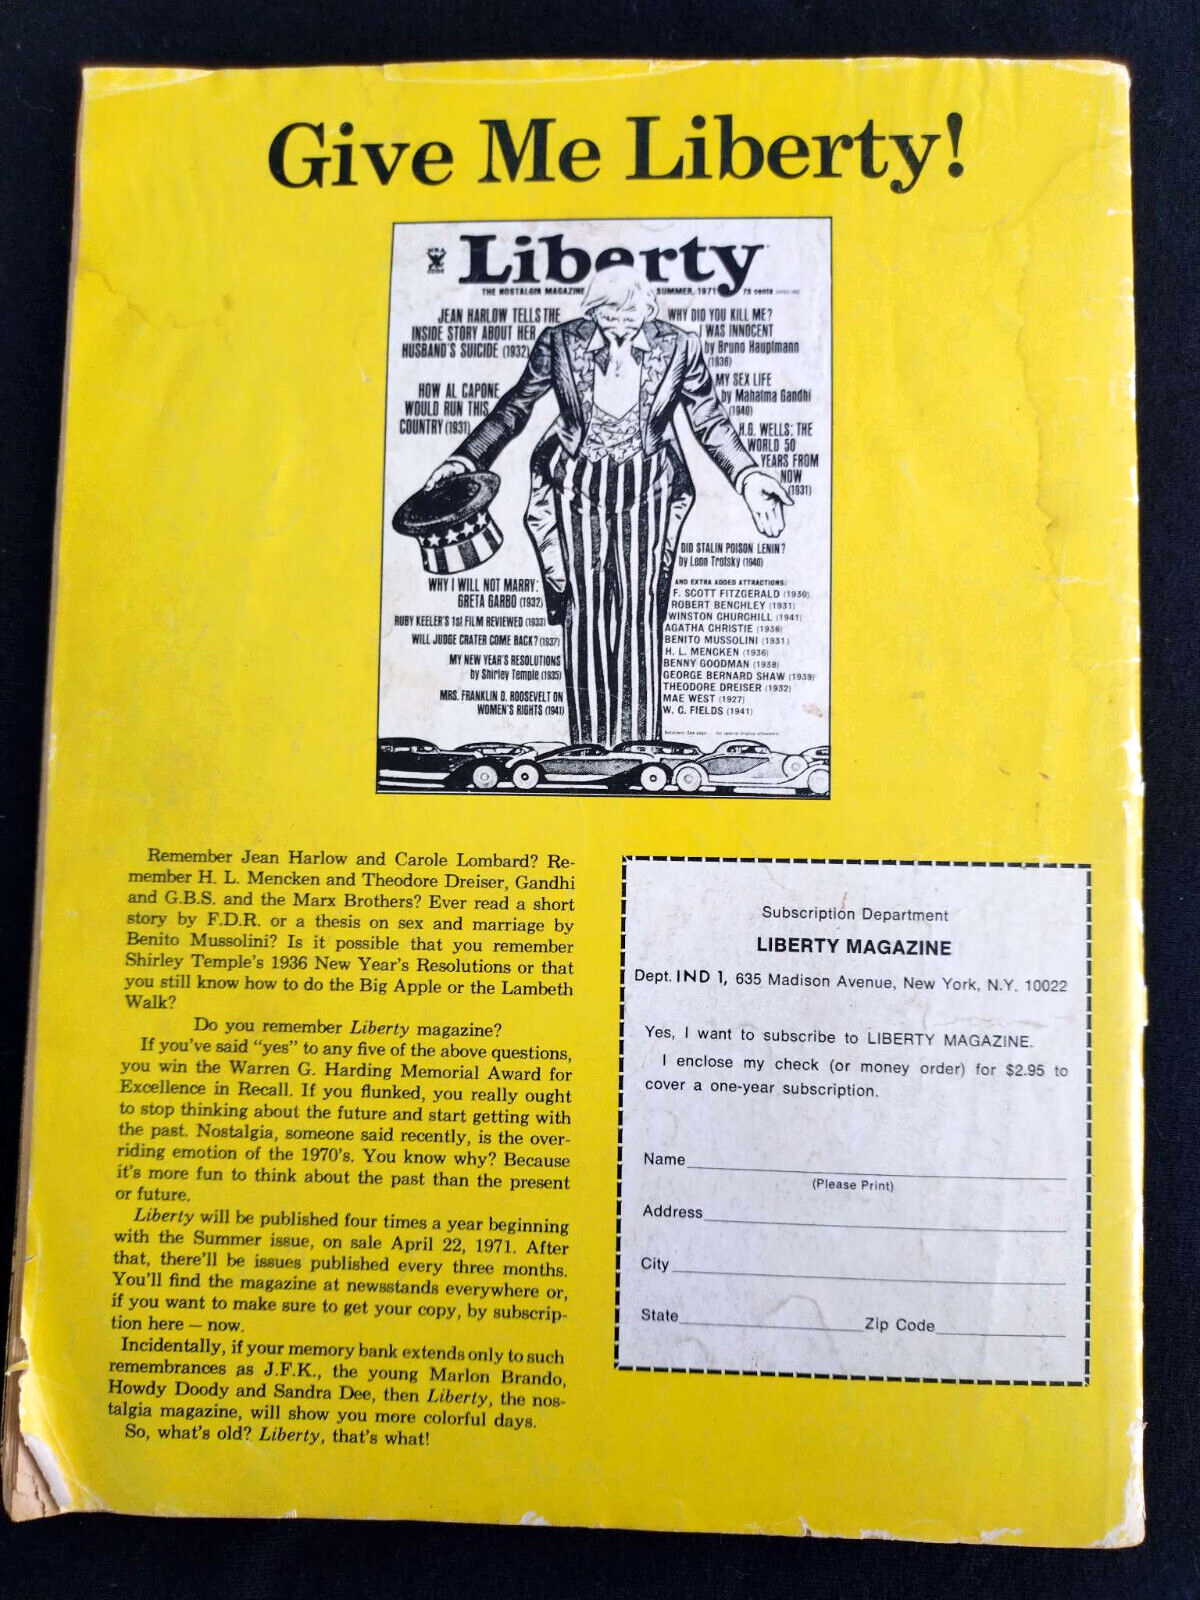 Give Me Liberty!
N.R.A.
CODE
Liberty
THE NOSTALGIA MAGAZINE
SUMMER, 1971
75 cents
JEAN HARLOW TELLS THE
INSIDE STORY ABOUT HER
HUSBAND'S SUICIDE (1932)
HOW AL CAPONE
WOULD RUN THIS
COUNTRY (1931)
WHY I WILL NOT MARRY:
GRETA GARBO (1932)
RUBY KEELER'S 1st FILM REVIEWED (1933)
WILL JUDGE CRATER COME BACK? (1937)
MY NEW YEAR'S RESOLUTIONS
by Shirley Temple (1935)
MRS. FRANKLIN D. ROOSEVELT ON
WOMEN'S RIGHTS (1941)
WHY DID YOU KILL ME?
I WAS INNOCENT
by Bruno Hauptmann
(1936)
MY SEX LIFE
by Mahatma Gandhi
(1940)
H.G. WELLS: THE
WORLD 50
YEARS FROM
NOW
(1931)
DID STALIN POISON LENIN?
by Leon Trotsky (1940)
AND EXTRA ADDED ATTRACTIONS:
F. SCOTT FITZGERALD (1930)
ROBERT BENCHLEY (1931)
WINSTON CHURCHILL (1941)
AGATHA CHRISTIE (1936)
BENITO MUSSOLINI (1931)
H. L. MENCKEN (1936)
BENNY GOODMAN (1938)
GEORGE BERNARD SHAW (1939)
THEODORE DREISER (1932)
MAE WEST (1927)
W. C. FIELDS (1941)
Retailers: See page for special display allowance.
Remember Jean Harlow and Carole Lombard? Re-
member H. L. Mencken and Theodore Dreiser, Gandhi
and G.B.S. and the Marx Brothers? Ever read a short
story by F.D.R. or a thesis on sex and marriage by
Benito Mussolini? Is it possible that you remember
Shirley Temple's 1936 New Year's Resolutions or that
you still know how to do the Big Apple or the Lambeth
Walk?
Do you remember Liberty magazine?
If you've said "yes" to any five of the above questions,
you win the Warren G. Harding Memorial Award for
Excellence in Recall. If you flunked, you really ought
to stop thinking about the future and start getting with
the past. Nostalgia, someone said recently, is the over-
riding emotion of the 1970's. You know why? Because
it's more fun to think about the past than the present
or future.
Liberty will be published four times a year beginning
with the Summer issue, on sale April 22, 1971. After
that, there'll be issues published every three months.
You'll find the magazine at newsstands everywhere or,
if you want to make sure to get your copy, by subscrip-
tion here – now.
Incidentally, if your memory bank extends only to such
remembrances as J.F.K., the young Marlon Brando,
Howdy Doody and Sandra Dee, then Liberty, the nos-
talgia magazine, will show you more colorful days.
So, what's old? Liberty, that's what!
Subscription Department
LIBERTY MAGAZINE
Dept. IND 1, 635 Madison Avenue, New York, N.Y. 10022
Yes, I want to subscribe to LIBERTY MAGAZINE.
I enclose my check (or money order) for $2.95 to
cover a one-year subscription.
Name
(Please Print)
Address
City
State Zip Code